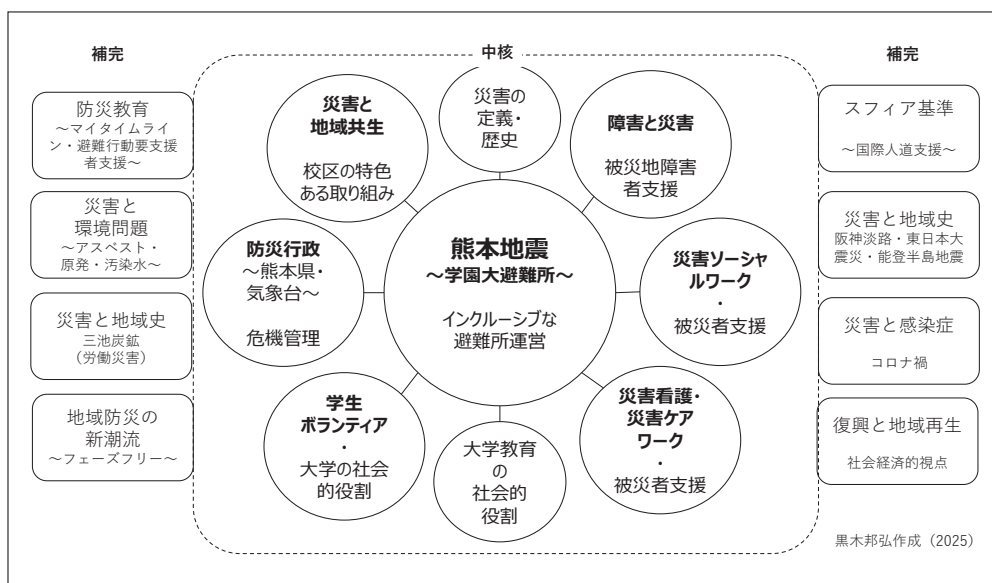 補完
防災教育
～マイタイムライ
ン・避難行動要支援
者支援～
災害と
環境問題
～アスベスト・
原発・汚染水～
災害と地域史
三池炭鉱
（労働災害）
地域防災の
新潮流
～フェーズフリー～
中核
災害の
定義・
歴史
災害と
地域共生
校区の特色
ある取り組み
障害と災害
被災地障害
者支援
防災行政
～熊本県・
気象台～
危機管理
熊本地震
～学園大避難所～
インクルーシブな
避難所運営
災害ソーシャ
ルワーク
・
被災者支援
学生
ボランティア
・
大学の社会
的役割
大学教育
の
社会的
役割
災害看護・
災害ケア
ワーク
・
被災者支援
補完
スフィア基準
～国際人道支援～
災害と地域史
阪神淡路・東日本大
震災・能登半島地震
災害と感染症
コロナ禍
復興と地域再生
社会経済的視点
黒木邦弘作成（2025）